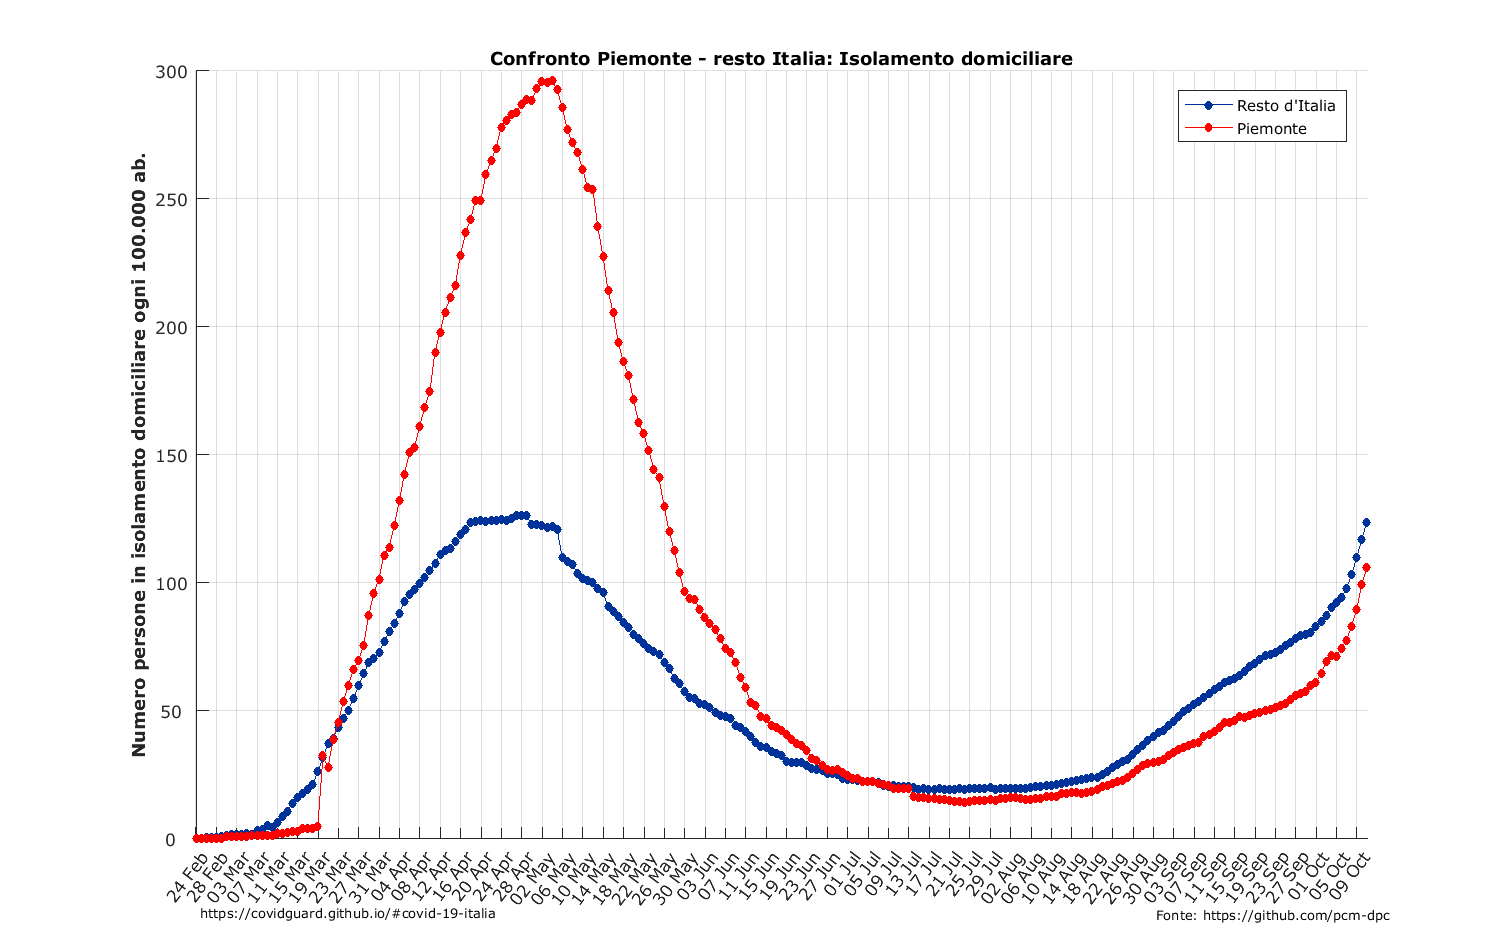 Confronto Piemonte - resto Italia: Isolamento domiciliare
Numero persone in isolamento domiciliare ogni 100.000 ab.
300
250
200
150
100
50
0
Resto d'Italia
Piemonte
24 Feb
28 Feb
03 Mar
07 Mar
11 Mar
15 Mar
19 Mar
23 Mar
27 Mar
31 Mar
04 Apr
08 Apr
12 Apr
16 Apr
20 Apr
24 Apr
28 Apr
02 May
06 May
10 May
14 May
18 May
22 May
26 May
30 May
03 Jun
07 Jun
11 Jun
15 Jun
19 Jun
23 Jun
27 Jun
01 Jul
05 Jul
09 Jul
13 Jul
17 Jul
21 Jul
25 Jul
29 Jul
02 Aug
06 Aug
10 Aug
14 Aug
18 Aug
22 Aug
26 Aug
30 Aug
03 Sep
07 Sep
11 Sep
15 Sep
19 Sep
23 Sep
27 Sep
01 Oct
05 Oct
09 Oct
https://covidguard.github.io/#covid-19-italia
Fonte: https://github.com/pcm-dpc